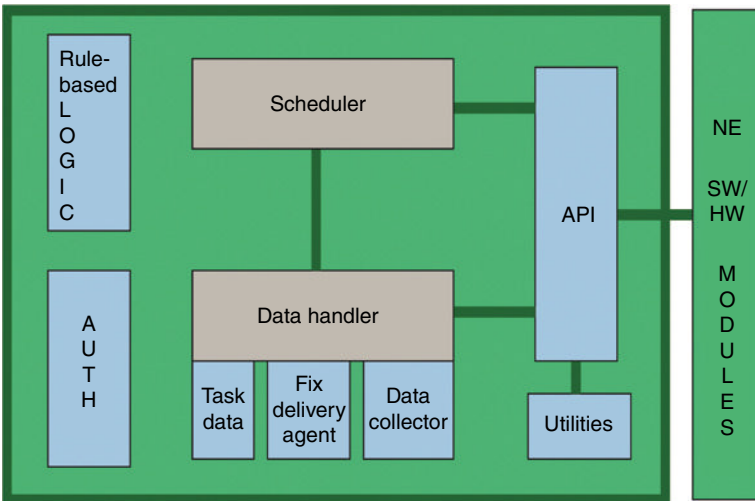 Rule-
based
L
O
G
I
C
Scheduler
API
NE
SW/
HW
M
O
D
U
L
E
S
A
U
T
H
Data handler
Task
data
Fix
delivery
agent
Data
collector
Utilities